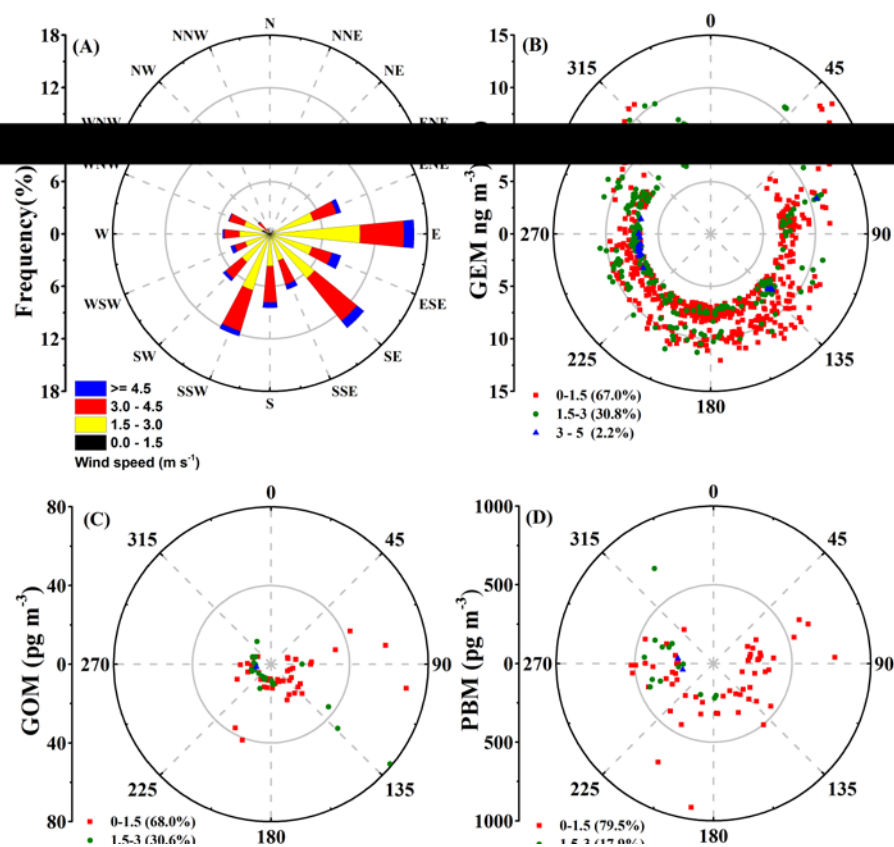 (A)
18
12
6
0
6
12
18
Frequency(%)
N
NNE
NE
ENE
E
ESE
SE
SSE
S
SSW
SW
WSW
W
WNW
NW
NNW
>= 4.5
3.0 - 4.5
1.5 - 3.0
0.0 - 1.5
Wind speed (m s-1)
(B)
15
10
5
0
5
10
15
GEM ng m-3)
0
45
90
135
180
225
270
315
0-1.5 (67.0%)
1.5-3 (30.8%)
3 - 5 (2.2%)
(C)
80
40
0
40
80
GOM (pg m-3)
0
45
90
135
180
225
270
315
0-1.5 (68.0%)
1.5-3 (30.6%)
(D)
1000
500
0
500
1000
PBM (pg m-3)
0
45
90
135
180
225
270
315
0-1.5 (79.5%)
1.5-3 (17.9%)